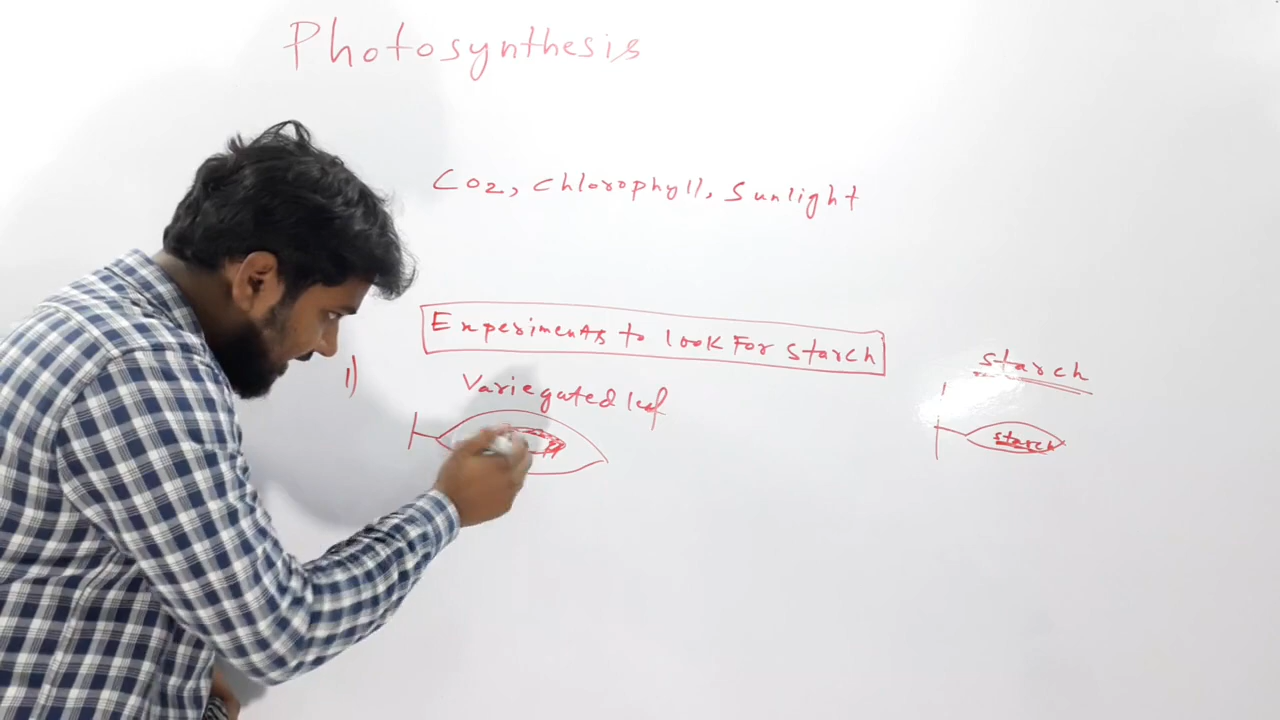 Photosynthesis
CO2, Chlorophyll, Sunlight
Experiments to look For starch
starch
1)
Variegated leaf
starch